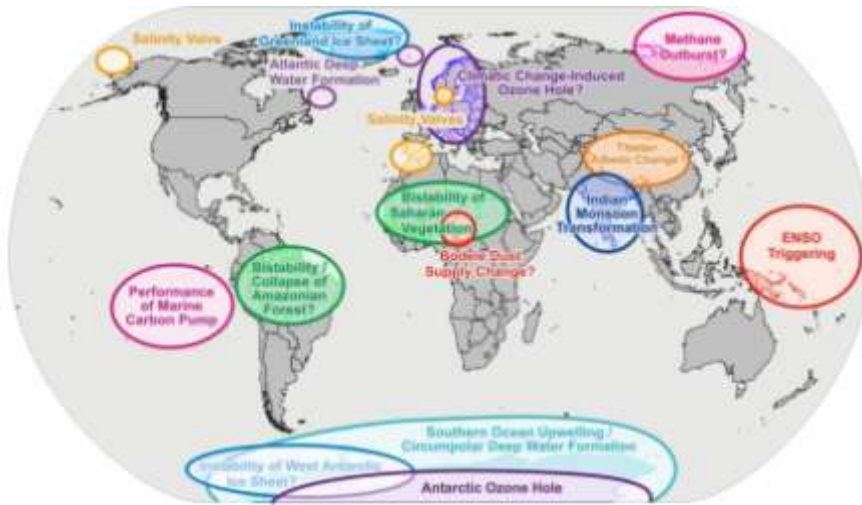 Salinity Valve
Instability of
Greenland Ice Sheet?
Atlantic Deep
Water Formation
Climatic Change-Induced
Ozone Hole?
Methane
Outburst?
Salinity Valves
Tibetan
Albedo Change
Bistability of
Saharan
Vegetation
Indian
Monsoon
Transformation
Bodele Dust
Supply Change?
ENSO
Triggering
Performance
of Marine
Carbon Pump
Bistability /
Collapse of
Amazonian
Forest?
Southern Ocean Upwelling /
Circumpolar Deep Water Formation
Instability of West Antarctic
Ice Sheet?
Antarctic Ozone Hole